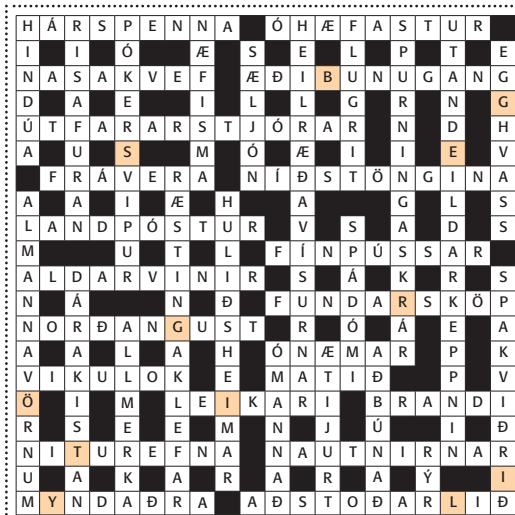 HÁRSPENNA ÓHÆFASTUR
I I Ó Æ S E L P T E
NASAKVEF ÆÐIBUNUGANG
D A E I L L G R N G
ÚTFARARSTJÓRAR N D H
A U S M Ó Æ I I E V
FRÁVERA NÍÐSTÖNGINA
A A I Æ H A G L S
LANDPÓSTUR V S A D S
M U T L FÍNPÚSSAR
ALDARVINIR S Á K R S
N Á N Ð FUNDARSKÖP
NORÐANGUST R Ó Á E A
A A L A H ÓNÆMAR P K
VIKULOK E MATIÐ P V
Ö I M LEIKARI BRANDI
R S E E M N J Ú I Ð
NITUREFNA NAUTNIRNAR
U A K A R A R A Ý I
MYNDAÐRA AÐSTOÐARLIÐ